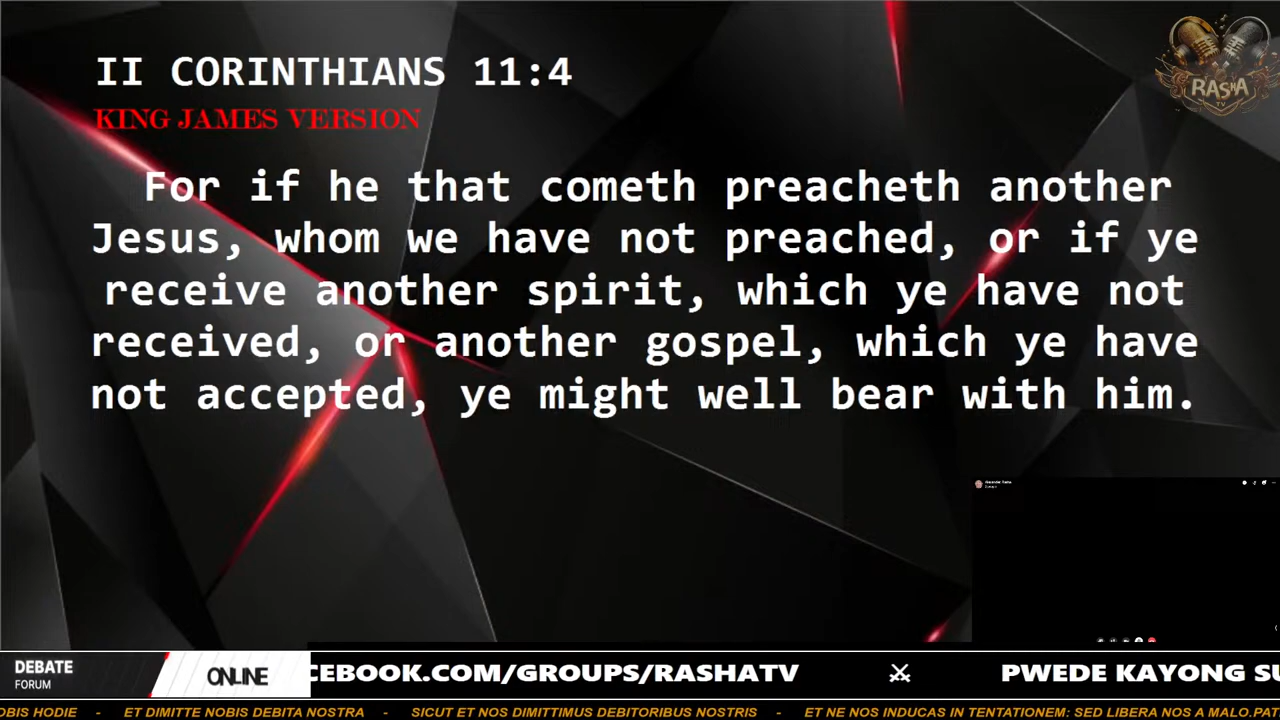 II CORINTHIANS 11:4
KING JAMES VERSION
RASHA
TV
For if he that cometh preacheth another
Jesus, whom we have not preached, or if ye
receive another spirit, which ye have not
received, or another gospel, which ye have
not accepted, ye might well bear with him.
DEBATE
FORUM
ONLINE
CEBOOK.COM/GROUPS/RASHATV ⚔ PWEDE KAYONG SU
OBIS HODIE - ET DIMITTE NOBIS DEBITA NOSTRA - SICUT ET NOS DIMITTIMUS DEBITORIBUS NOSTRIS - ET NE NOS INDUCAS IN TENTATIONEM: SED LIBERA NOS A MALO.PAT